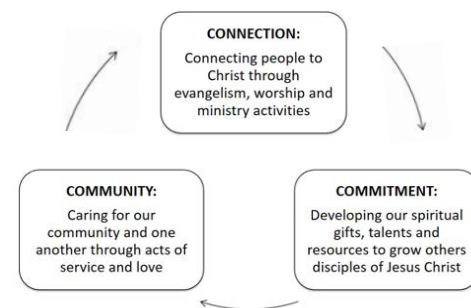 CONNECTION:
Connecting people to
Christ through
evangelism, worship and
ministry activities
COMMUNITY:
Caring for our
community and one
another through acts of
service and love
COMMITMENT:
Developing our spiritual
gifts, talents and
resources to grow others
disciples of Jesus Christ